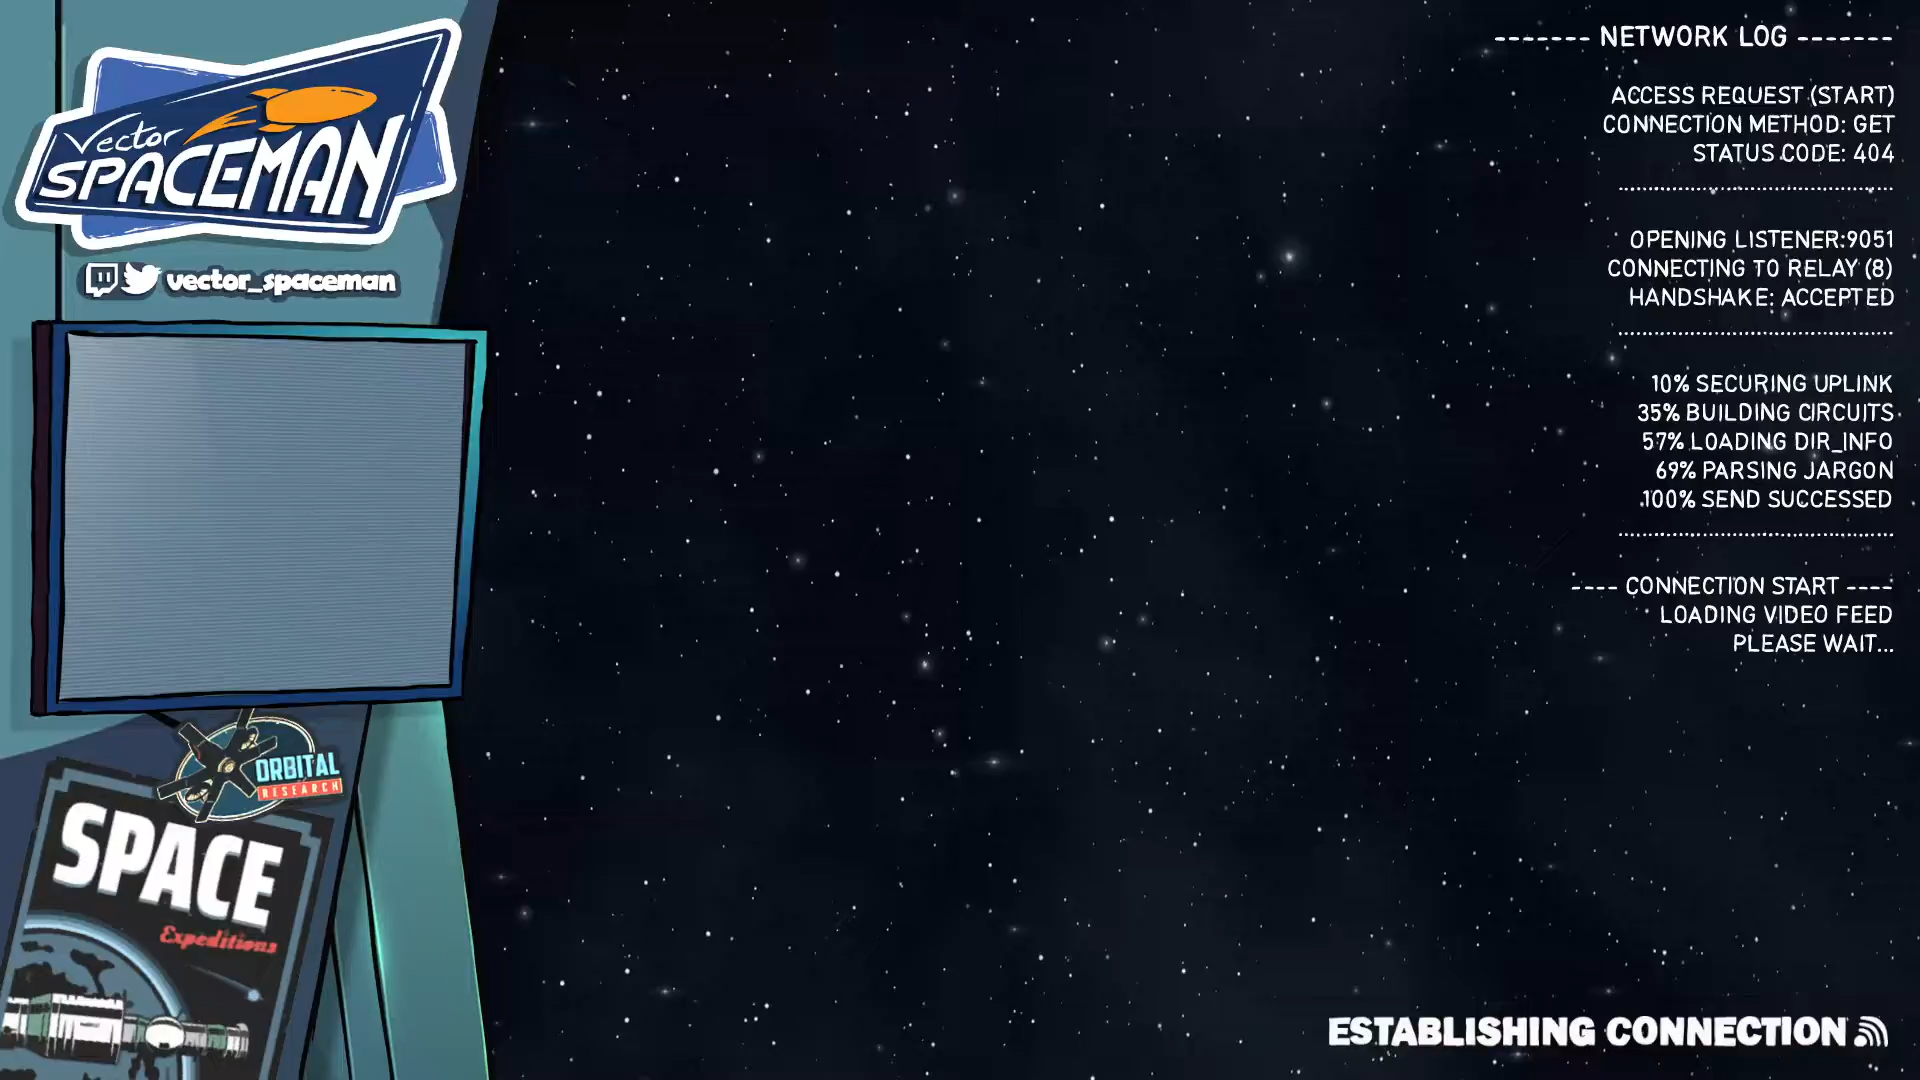 Vector
SPACEMAN
vector_spaceman
ORBITAL
RESEARCH
SPACE
Expeditions
------- NETWORK LOG -------
ACCESS REQUEST (START)
CONNECTION METHOD: GET
STATUS CODE: 404
OPENING LISTENER:9051
CONNECTING TO RELAY (8)
HANDSHAKE: ACCEPTED
10% SECURING UPLINK
35% BUILDING CIRCUITS
57% LOADING DIR_INFO
69% PARSING JARGON
100% SEND SUCCESSED
---- CONNECTION START ----
LOADING VIDEO FEED
PLEASE WAIT...
ESTABLISHING CONNECTION